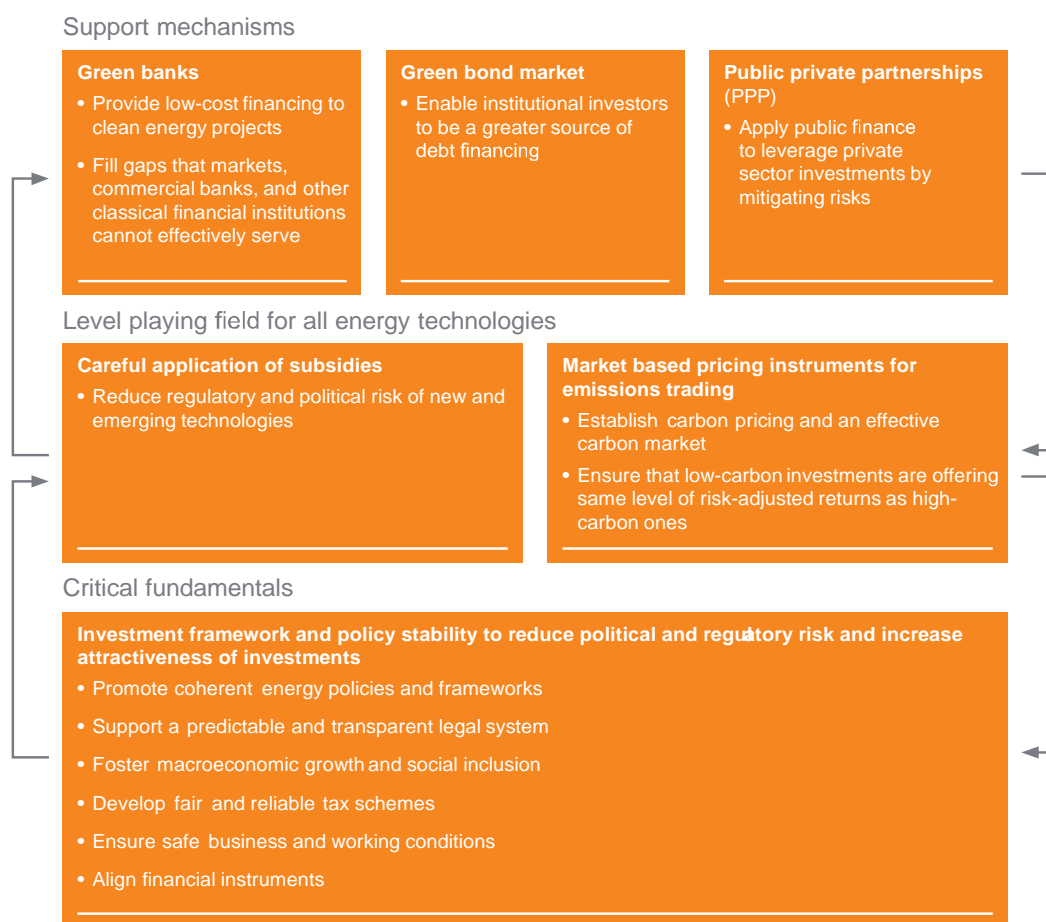 Support mechanisms
Green banks
• Provide low-cost financing to
clean energy projects
• Fill gaps that markets,
commercial banks, and other
classical financial institutions
cannot effectively serve
Green bond market
• Enable institutional investors
to be a greater source of
debt financing
Public private partnerships
(PPP)
• Apply public finance
to leverage private
sector investments by
mitigating risks
Level playing field for all energy technologies
Careful application of subsidies
• Reduce regulatory and political risk of new and
emerging technologies
Market based pricing instruments for
emissions trading
• Establish carbon pricing and an effective
carbon market
• Ensure that low-carbon investments are offering
same level of risk-adjusted returns as high-
carbon ones
Critical fundamentals
Investment framework and policy stability to reduce political and regulatory risk and increase
attractiveness of investments
• Promote coherent energy policies and frameworks
• Support a predictable and transparent legal system
• Foster macroeconomic growth and social inclusion
• Develop fair and reliable tax schemes
• Ensure safe business and working conditions
• Align financial instruments